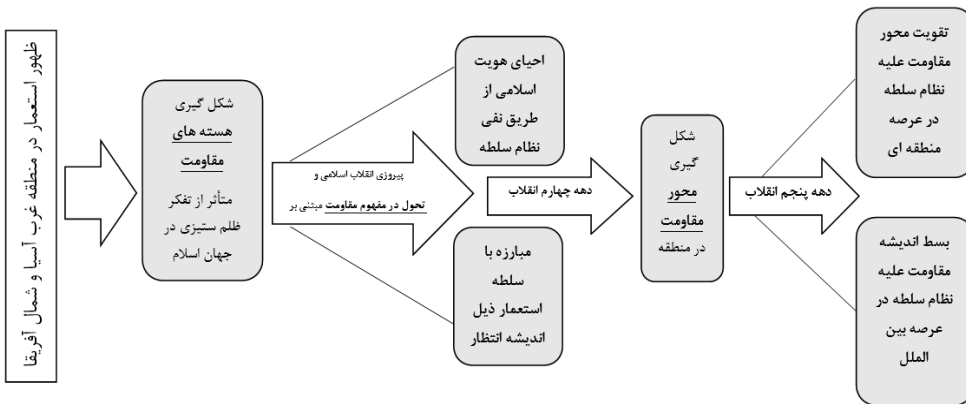 ظهور استعمار در منطقه غرب آسیا و شمال آفریقا
شکل گیری
هسته های
مقاومت
متأثر از تفکر
ظلم ستیزی در
جهان اسلام
پیروزی انقلاب اسلامی و
تحول در مفهوم مقاومت مبتنی بر
احیای هویت
اسلامی از
طریق نفی
نظام سلطه
مبارزه با
سلطه
استعمار ذیل
اندیشه انتظار
دهه چهارم انقلاب
شکل
گیری
محور
مقاومت
در منطقه
دهه پنجم انقلاب
تقویت محور
مقاومت علیه
نظام سلطه
در عرصه
منطقه ای
بسط اندیشه
مقاومت علیه
نظام سلطه در
عرصه بین
الملل